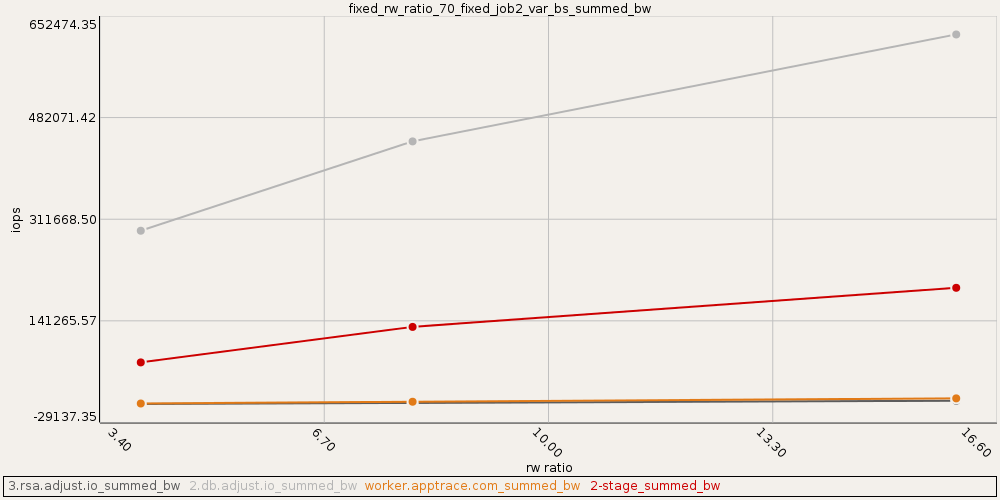 fixed_rw_ratio_70_fixed_job2_var_bs_summed_bw
652474.35
482071.42
311668.50
141265.57
-29137.35
iops
3.40
6.70
10.00
13.30
16.60
rw ratio
3.rsa.adjust.io_summed_bw 2.db.adjust.io_summed_bw worker.apptrace.com_summed_bw 2-stage_summed_bw